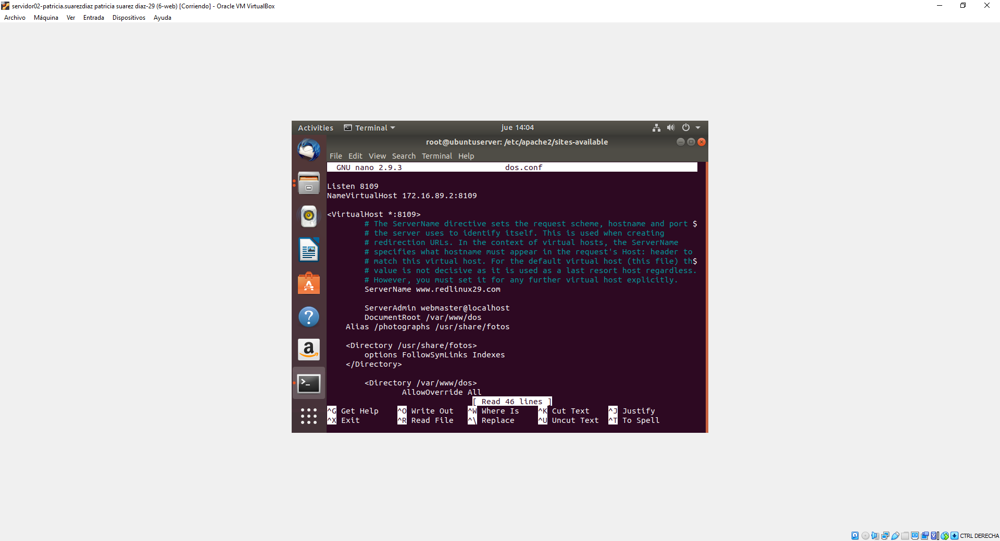 servidor02-patricia.suarezdiaz patricia suarez diaz-29 (6-web) [Corriendo] - Oracle VM VirtualBox
Archivo Máquina Ver Entrada Dispositivos Ayuda
Activities Terminal jue 14:04
root@ubuntuserver: /etc/apache2/sites-available
File Edit View Search Terminal Help
GNU nano 2.9.3 dos.conf
Listen 8109
NameVirtualHost 172.16.89.2:8109
<VirtualHost *:8109>
# The ServerName directive sets the request scheme, hostname and port $
# the server uses to identify itself. This is used when creating
# redirection URLs. In the context of virtual hosts, the ServerName
# specifies what hostname must appear in the request's Host: header to
# match this virtual host. For the default virtual host (this file) th$
# value is not decisive as it is used as a last resort host regardless.
# However, you must set it for any further virtual host explicitly.
ServerName www.redlinux29.com
ServerAdmin webmaster@localhost
DocumentRoot /var/www/dos
Alias /photographs /usr/share/fotos
<Directory /usr/share/fotos>
options FollowSymLinks Indexes
</Directory>
<Directory /var/www/dos>
AllowOverride All
[ Read 46 lines ]
^G Get Help ^O Write Out ^W Where Is ^K Cut Text ^J Justify
^X Exit ^R Read File ^\ Replace ^U Uncut Text ^T To Spell
CTRL DERECHA